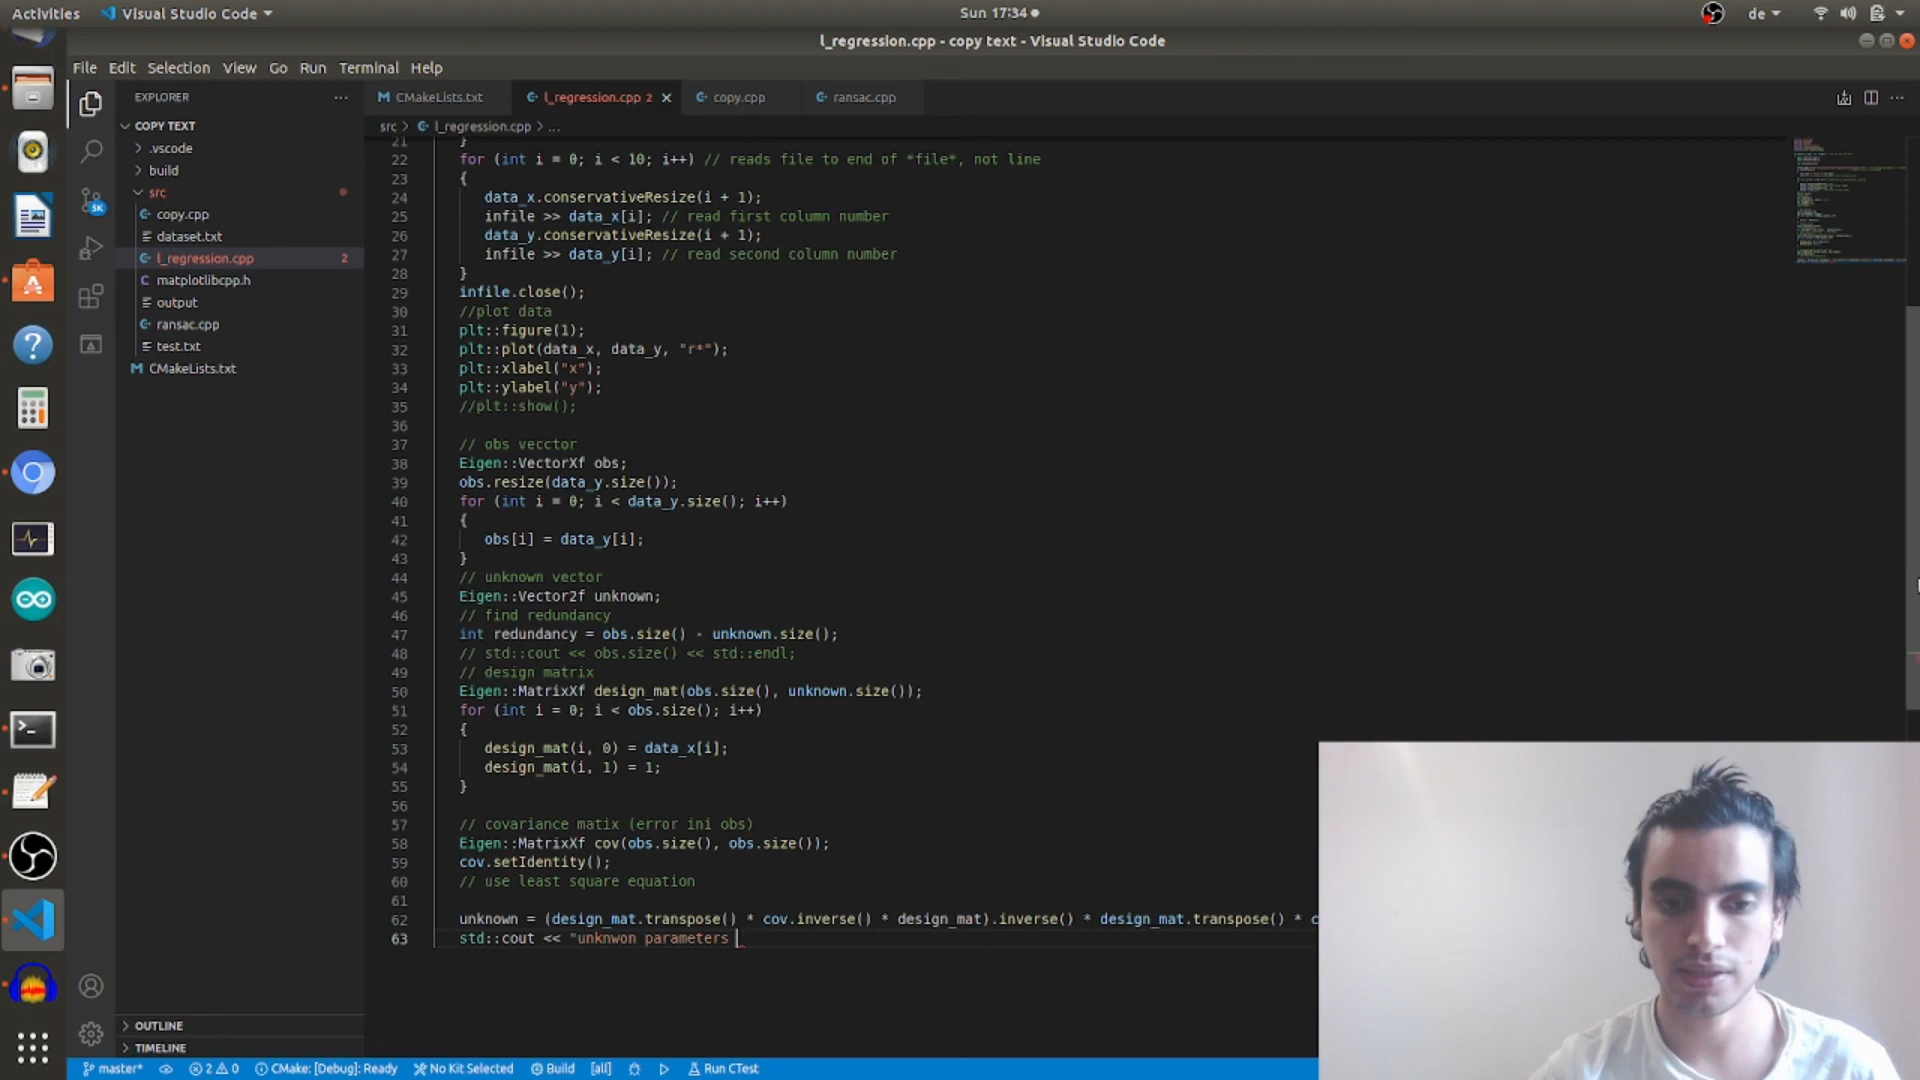 Activities
Visual Studio Code
Sun 17:34
de
l_regression.cpp - copy text - Visual Studio Code
File Edit Selection View Go Run Terminal Help
EXPLORER
CMakeLists.txt
l_regression.cpp 2
copy.cpp
ransac.cpp
COPY TEXT
.vscode
build
src
copy.cpp
dataset.txt
l_regression.cpp 2
matplotlibcpp.h
output
ransac.cpp
test.txt
CMakeLists.txt
5K
OUTLINE
TIMELINE
src > l_regression.cpp > ...
21 }
22 for (int i = 0; i < 10; i++) // reads file to end of *file*, not line
23 {
24 data_x.conservativeResize(i + 1);
25 infile >> data_x[i]; // read first column number
26 data_y.conservativeResize(i + 1);
27 infile >> data_y[i]; // read second column number
28 }
29 infile.close();
30 //plot data
31 plt::figure(1);
32 plt::plot(data_x, data_y, "r*");
33 plt::xlabel("x");
34 plt::ylabel("y");
35 //plt::show();
36
37 // obs vecctor
38 Eigen::VectorXf obs;
39 obs.resize(data_y.size());
40 for (int i = 0; i < data_y.size(); i++)
41 {
42 obs[i] = data_y[i];
43 }
44 // unknown vector
45 Eigen::Vector2f unknown;
46 // find redundancy
47 int redundancy = obs.size() - unknown.size();
48 // std::cout << obs.size() << std::endl;
49 // design matrix
50 Eigen::MatrixXf design_mat(obs.size(), unknown.size());
51 for (int i = 0; i < obs.size(); i++)
52 {
53 design_mat(i, 0) = data_x[i];
54 design_mat(i, 1) = 1;
55 }
56
57 // covariance matix (error ini obs)
58 Eigen::MatrixXf cov(obs.size(), obs.size());
59 cov.setIdentity();
60 // use least square equation
61
62 unknown = (design_mat.transpose() * cov.inverse() * design_mat).inverse() * design_mat.transpose() * c
63 std::cout << "unknwon parameters
master* 2 0 CMake: [Debug]: Ready No Kit Selected Build [all] Run CTest